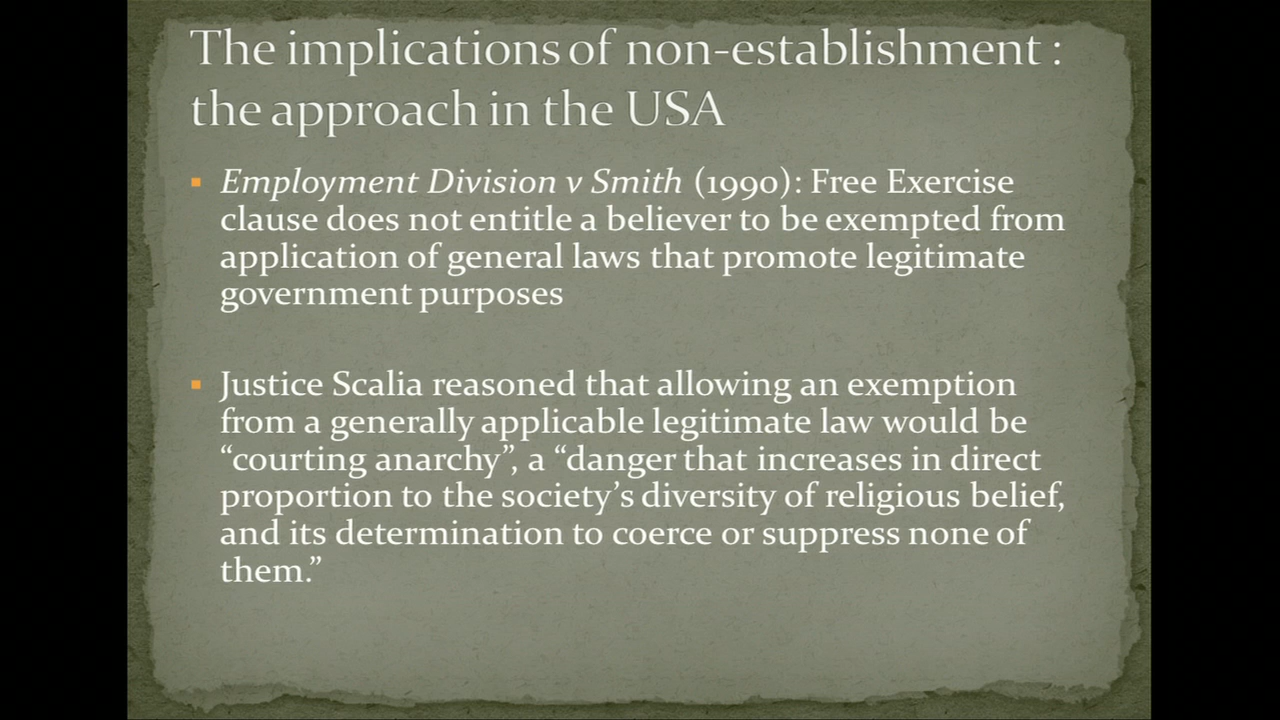 The implications of non-establishment :
the approach in the USA
▪ Employment Division v Smith (1990): Free Exercise
clause does not entitle a believer to be exempted from
application of general laws that promote legitimate
government purposes
▪ Justice Scalia reasoned that allowing an exemption
from a generally applicable legitimate law would be
“courting anarchy”, a “danger that increases in direct
proportion to the society’s diversity of religious belief,
and its determination to coerce or suppress none of
them.”